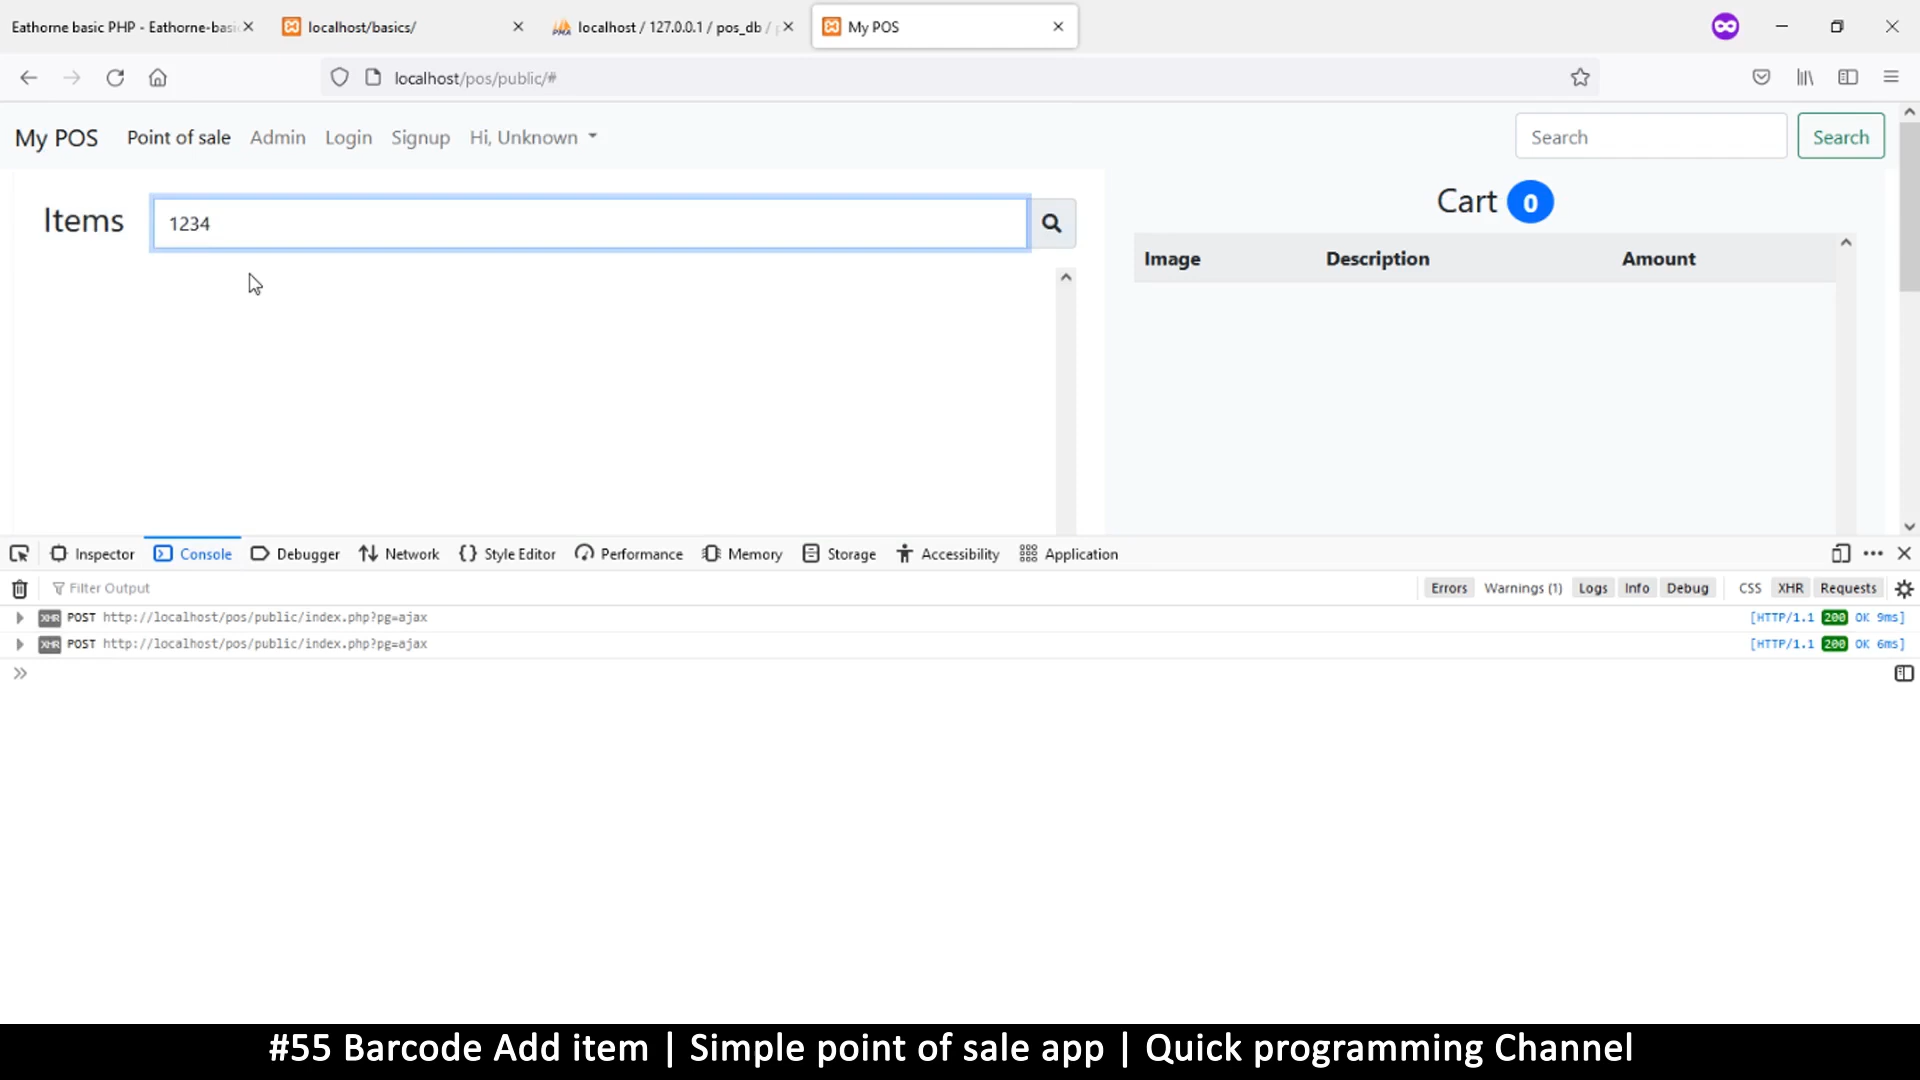 Eathorne basic PHP - Eathorne-basi
localhost/basics/
localhost / 127.0.0.1 / pos_db /
My POS
localhost/pos/public/#
My POS Point of sale Admin Login Signup Hi, Unknown
Search Search
Items 1234
Cart 0
Image Description Amount
Inspector Console Debugger Network Style Editor Performance Memory Storage Accessibility Application
Filter Output Errors Warnings (1) Logs Info Debug CSS XHR Requests
XHR POST http://localhost/pos/public/index.php?pg=ajax [HTTP/1.1 200 OK 9ms]
XHR POST http://localhost/pos/public/index.php?pg=ajax [HTTP/1.1 200 OK 6ms]
#55 Barcode Add item | Simple point of sale app | Quick programming Channel